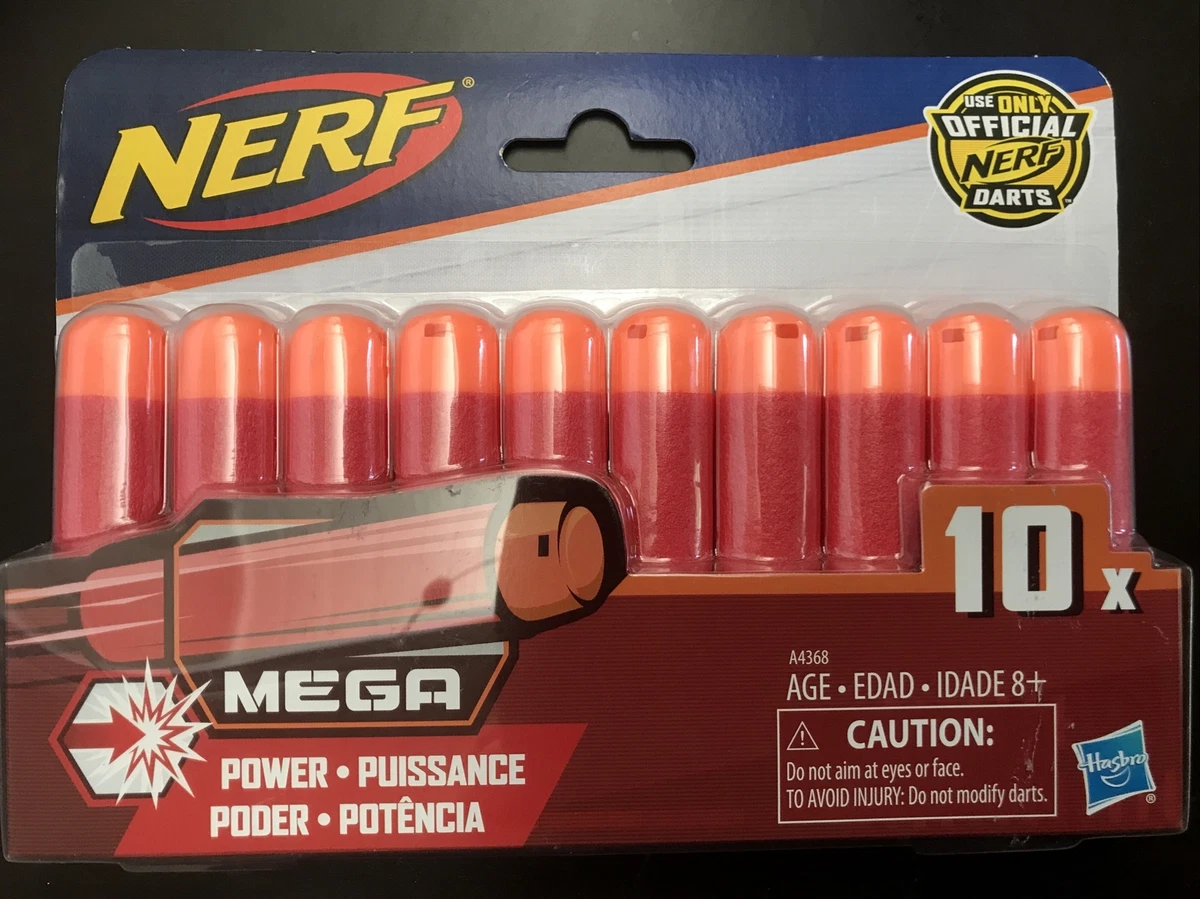 NERF®
USE ONLY
OFFICIAL
NERF
DARTS™
10x
MEGA
POWER • PUISSANCE
PODER • POTÊNCIA
A4368
AGE • EDAD • IDADE 8+
CAUTION:
Do not aim at eyes or face.
TO AVOID INJURY: Do not modify darts.
Hasbro®